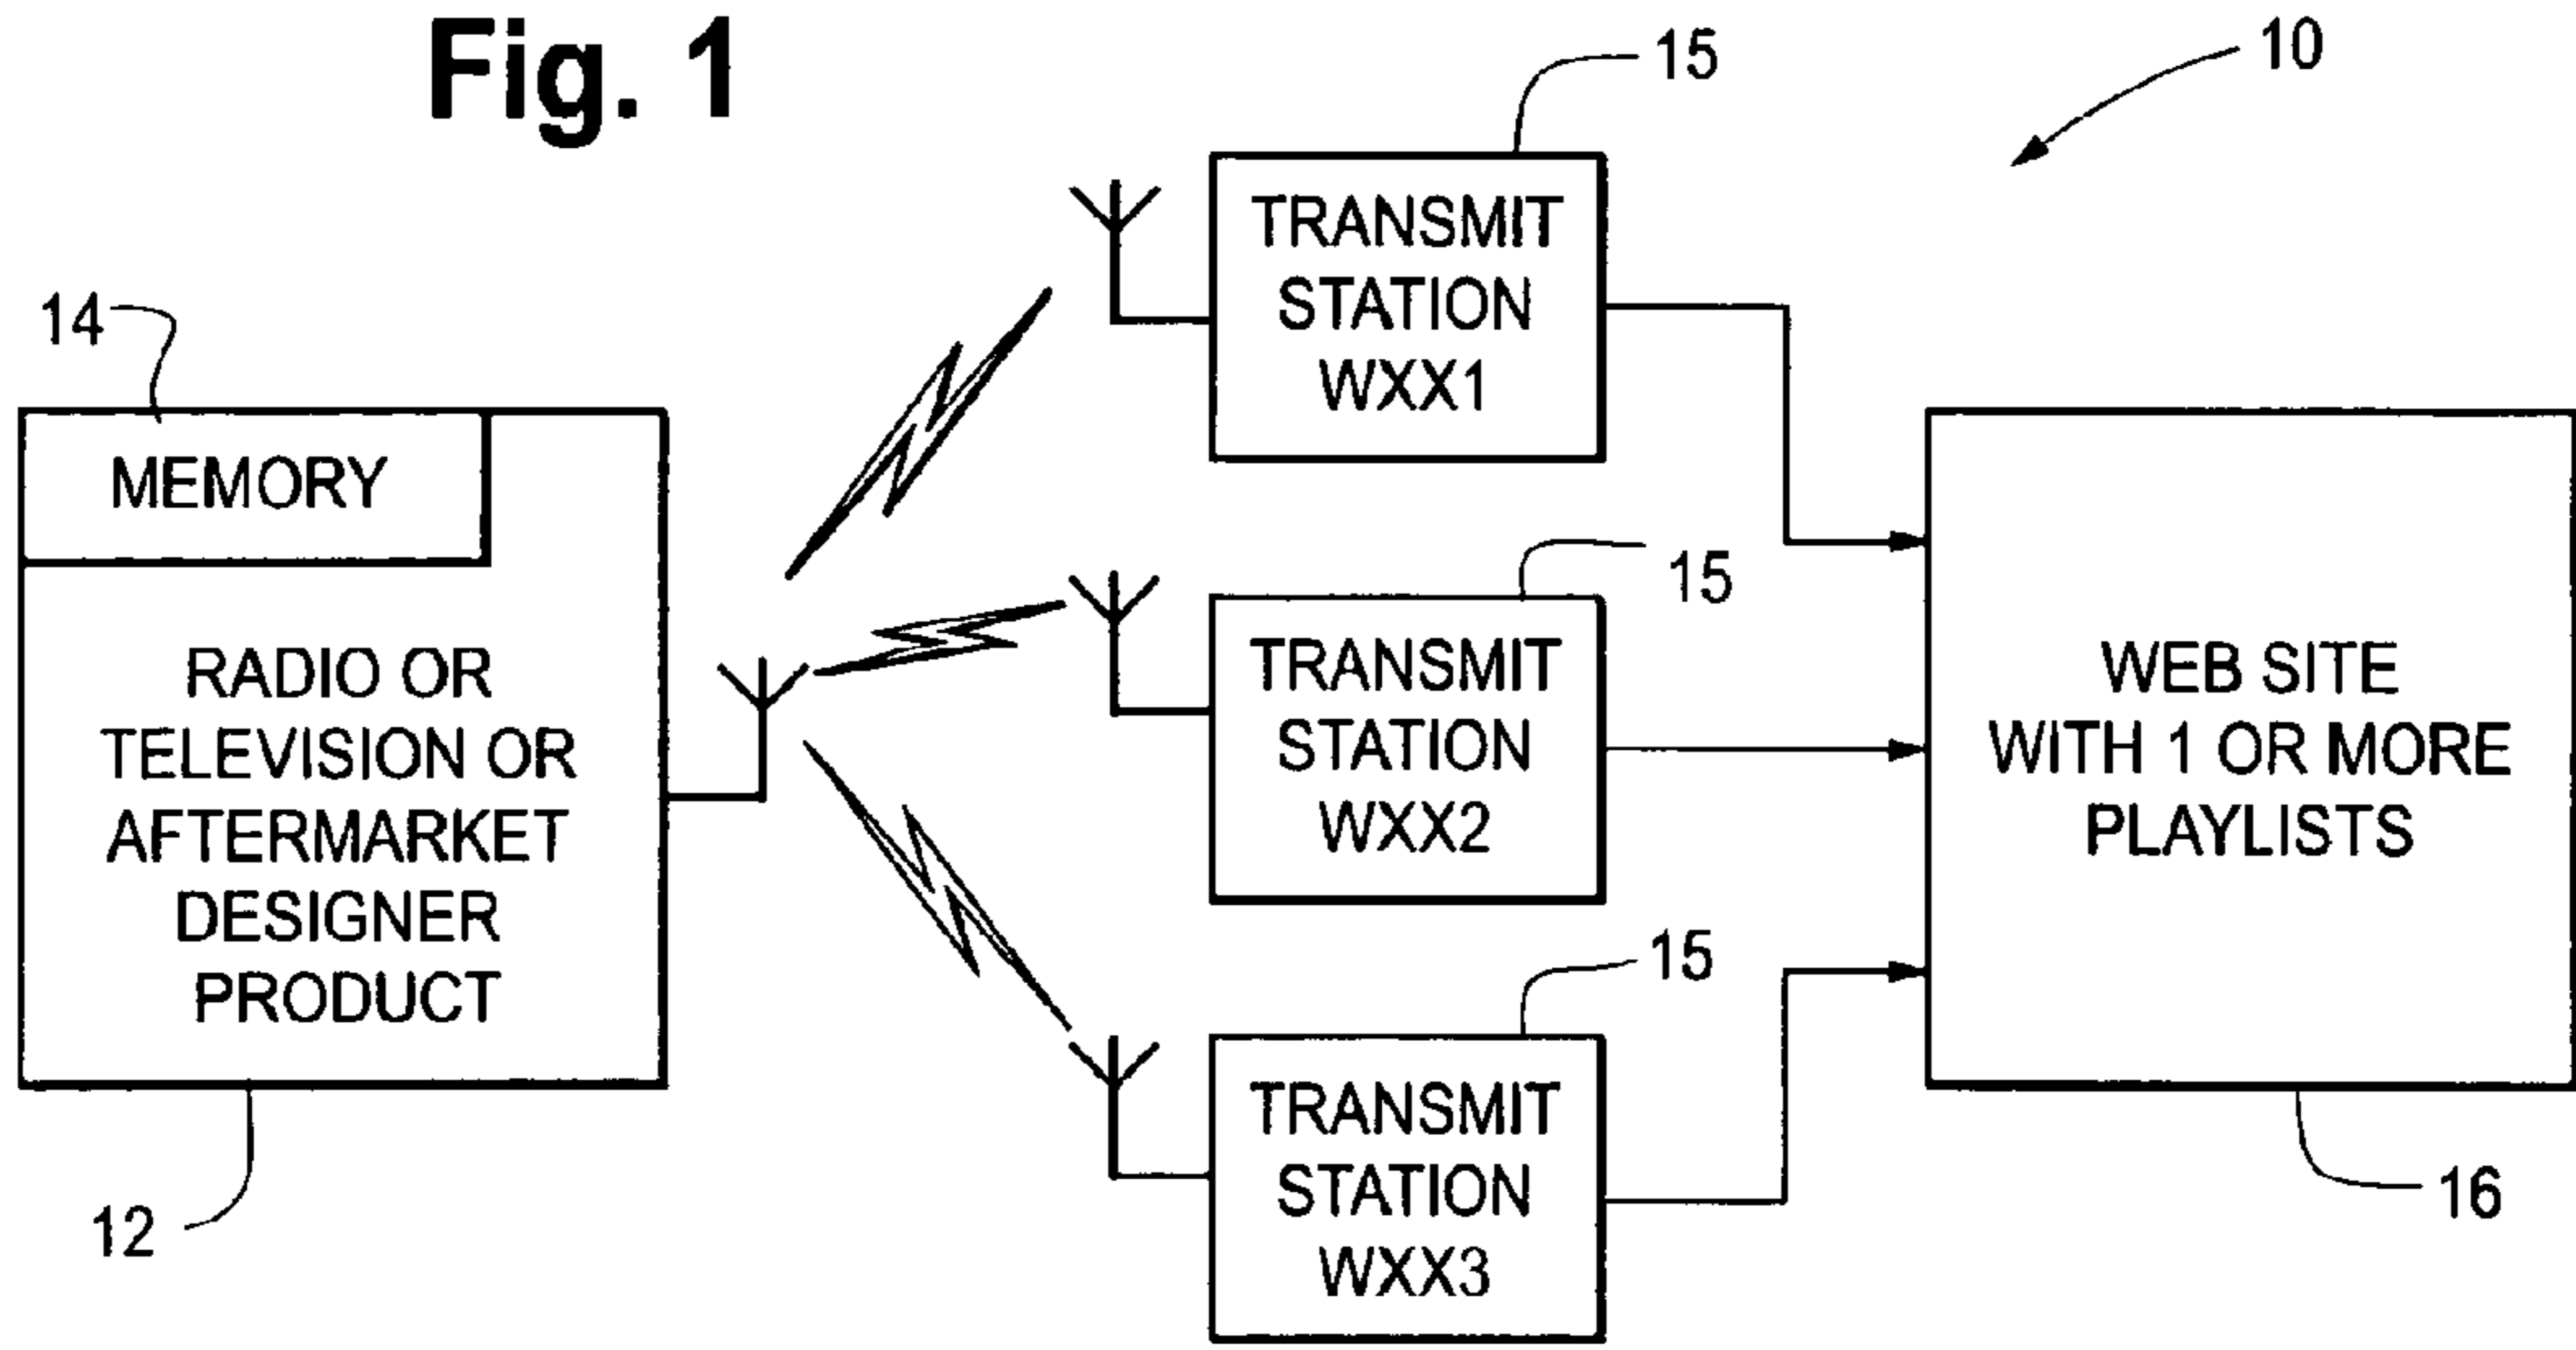 Fig. 1
10
15
TRANSMIT
STATION
WXX1
14
MEMORY
RADIO OR
TELEVISION OR
AFTERMARKET
DESIGNER
PRODUCT
12
15
TRANSMIT
STATION
WXX2
15
TRANSMIT
STATION
WXX3
WEB SITE
WITH 1 OR MORE
PLAYLISTS
16